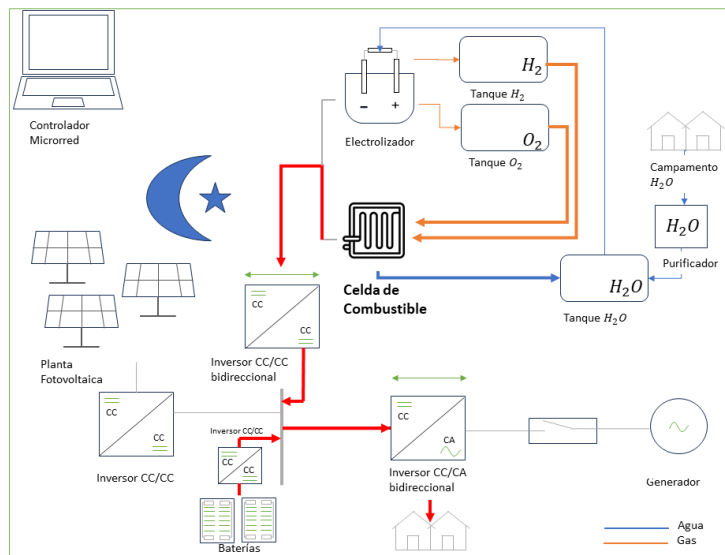 Controlador
Microrred
Electrolizador
− +
H₂
Tanque H₂
O₂
Tanque O₂
Campamento
H₂O
H₂O
Purificador
H₂O
Tanque H₂O
Celda de
Combustible
CC
CC
Inversor CC/CC
bidireccional
Planta
Fotovoltaica
CC
CC
Inversor CC/CC
Inversor CC/CC
CC
CC
Baterías
CC
CA
Inversor CC/CA
bidireccional
Generador
Agua
Gas